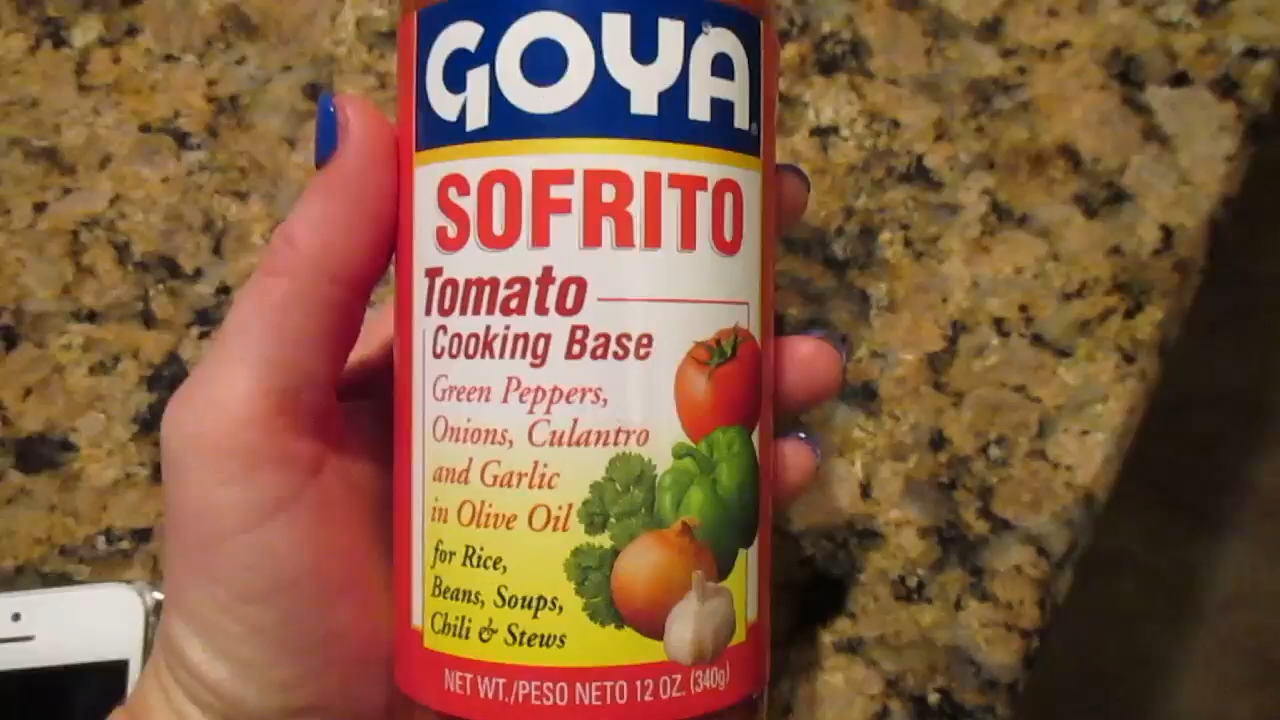 GOYA®
SOFRITO
Tomato
Cooking Base
Green Peppers,
Onions, Culantro
and Garlic
in Olive Oil
for Rice,
Beans, Soups,
Chili & Stews
NET WT./PESO NETO 12 OZ. (340g)